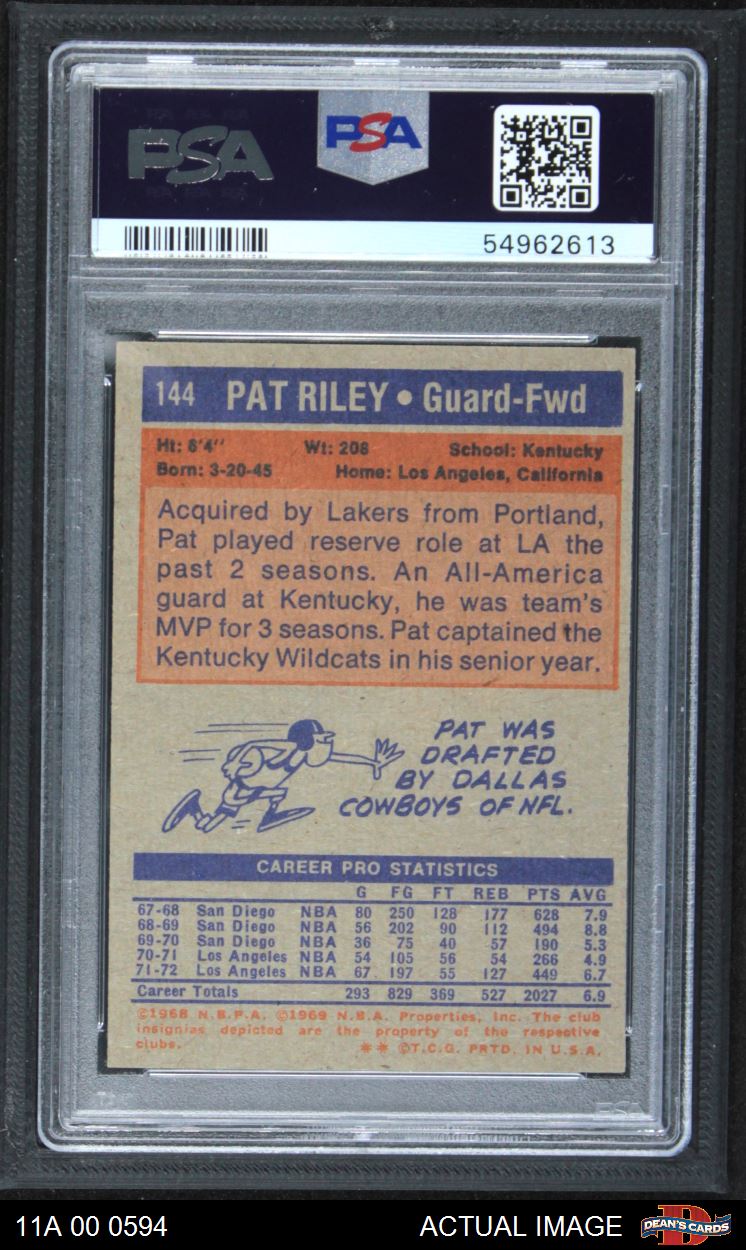 PSA
PSA
54962613
144 PAT RILEY • Guard-Fwd
Ht: 6'4'' Wt: 208 School: Kentucky
Born: 3-20-45 Home: Los Angeles, California
Acquired by Lakers from Portland,
Pat played reserve role at LA the
past 2 seasons. An All-America
guard at Kentucky, he was team's
MVP for 3 seasons. Pat captained the
Kentucky Wildcats in his senior year.
PAT WAS
DRAFTED
BY DALLAS
COWBOYS OF NFL.
CAREER PRO STATISTICS
G FG FT REB PTS AVG
67-68 San Diego NBA 80 250 128 177 628 7.9
68-69 San Diego NBA 56 202 90 112 494 8.8
69-70 San Diego NBA 36 75 40 57 190 5.3
70-71 Los Angeles NBA 54 105 56 54 266 4.9
71-72 Los Angeles NBA 67 197 55 127 449 6.7
Career Totals 293 829 369 527 2027 6.9
©1968 N.B.P.A. ©1969 N.B.A. Properties, Inc. The club
insignias depicted are the property of the respective
clubs. ** ©T.C.G. PRTD. IN U.S.A.
PSA
11A 00 0594 ACTUAL IMAGE DEAN'S CARDS